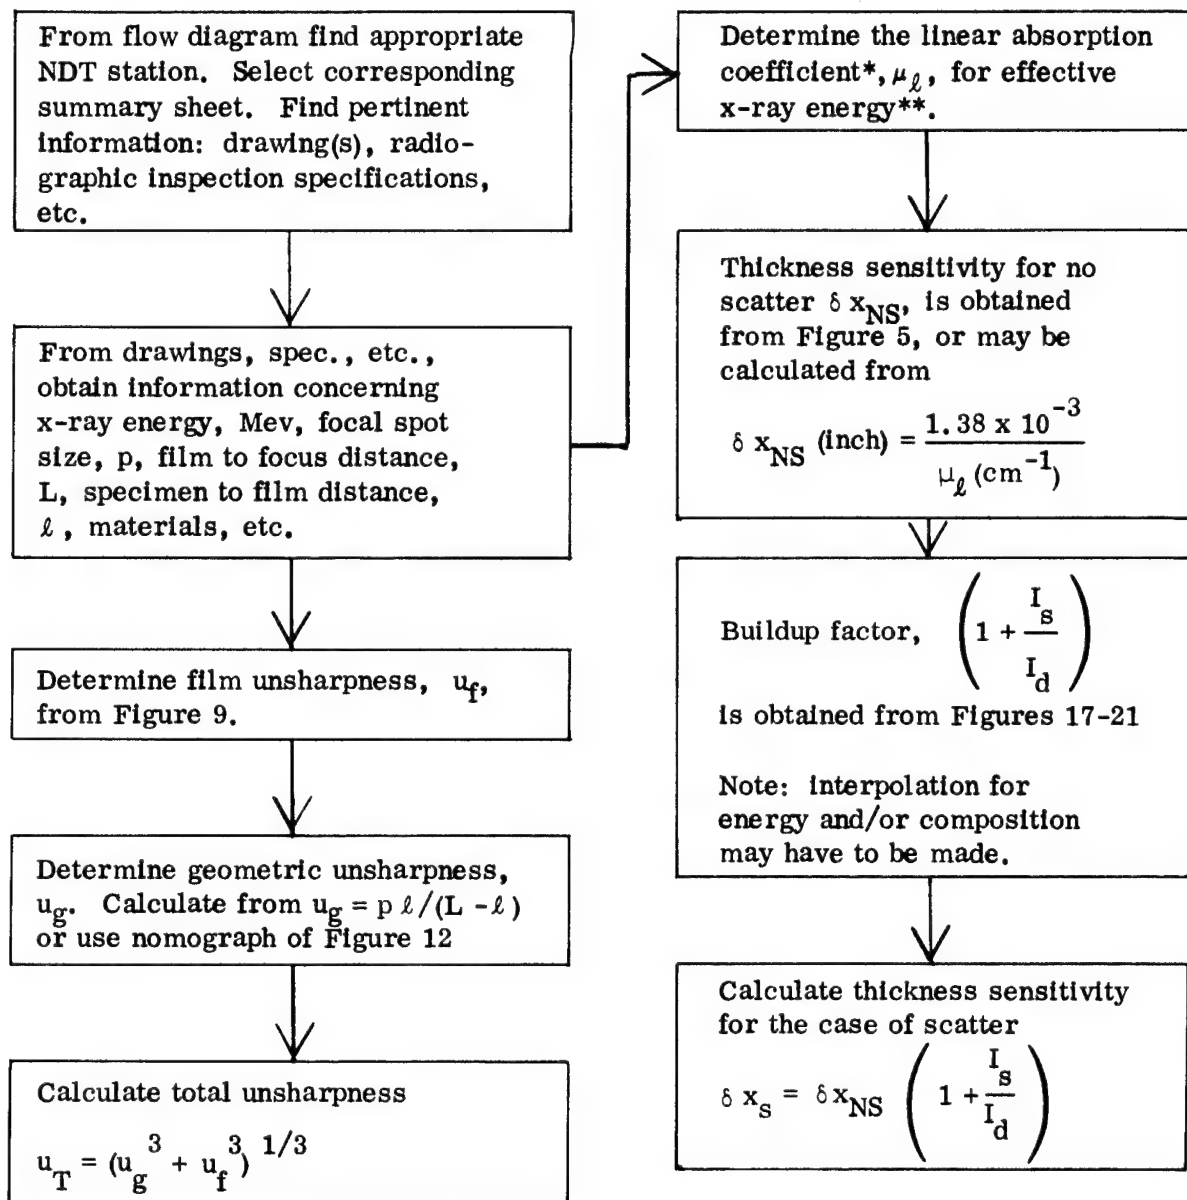 From flow diagram find appropriate
NDT station. Select corresponding
summary sheet. Find pertinent
information: drawing(s), radio-
graphic inspection specifications,
etc.
From drawings, spec., etc.,
obtain information concerning
x-ray energy, Mev, focal spot
size, p, film to focus distance,
L, specimen to film distance,
ℓ , materials, etc.
Determine film unsharpness, u_f,
from Figure 9.
Determine geometric unsharpness,
u_g. Calculate from u_g = p ℓ/(L -ℓ)
or use nomograph of Figure 12
Calculate total unsharpness
u_T = (u_g^3 + u_f^3)^1/3
Determine the linear absorption
coefficient*, μ_ℓ, for effective
x-ray energy**.
Thickness sensitivity for no
scatter δ x_NS, is obtained
from Figure 5, or may be
calculated from
δ x_NS (inch) = 1.38 x 10^-3 / μ_ℓ (cm^-1)
Buildup factor, (1 + I_s / I_d)
is obtained from Figures 17-21
Note: interpolation for
energy and/or composition
may have to be made.
Calculate thickness sensitivity
for the case of scatter
δ x_s = δ x_NS (1 + I_s / I_d)